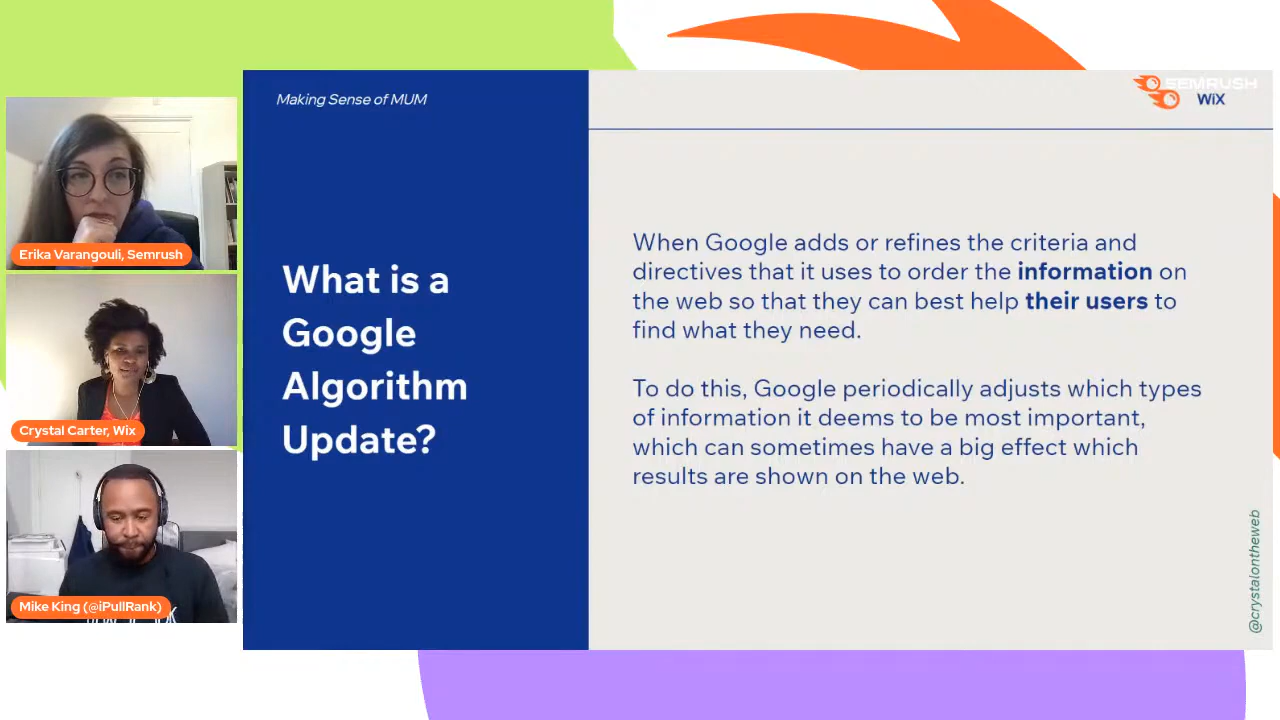 Making Sense of MUM
SEMRUSH
WiX
Erika Varangouli, Semrush
Crystal Carter, Wix
Mike King (@iPullRank)
What is a
Google
Algorithm
Update?
When Google adds or refines the criteria and
directives that it uses to order the information on
the web so that they can best help their users to
find what they need.
To do this, Google periodically adjusts which types
of information it deems to be most important,
which can sometimes have a big effect which
results are shown on the web.
@crystalontheweb